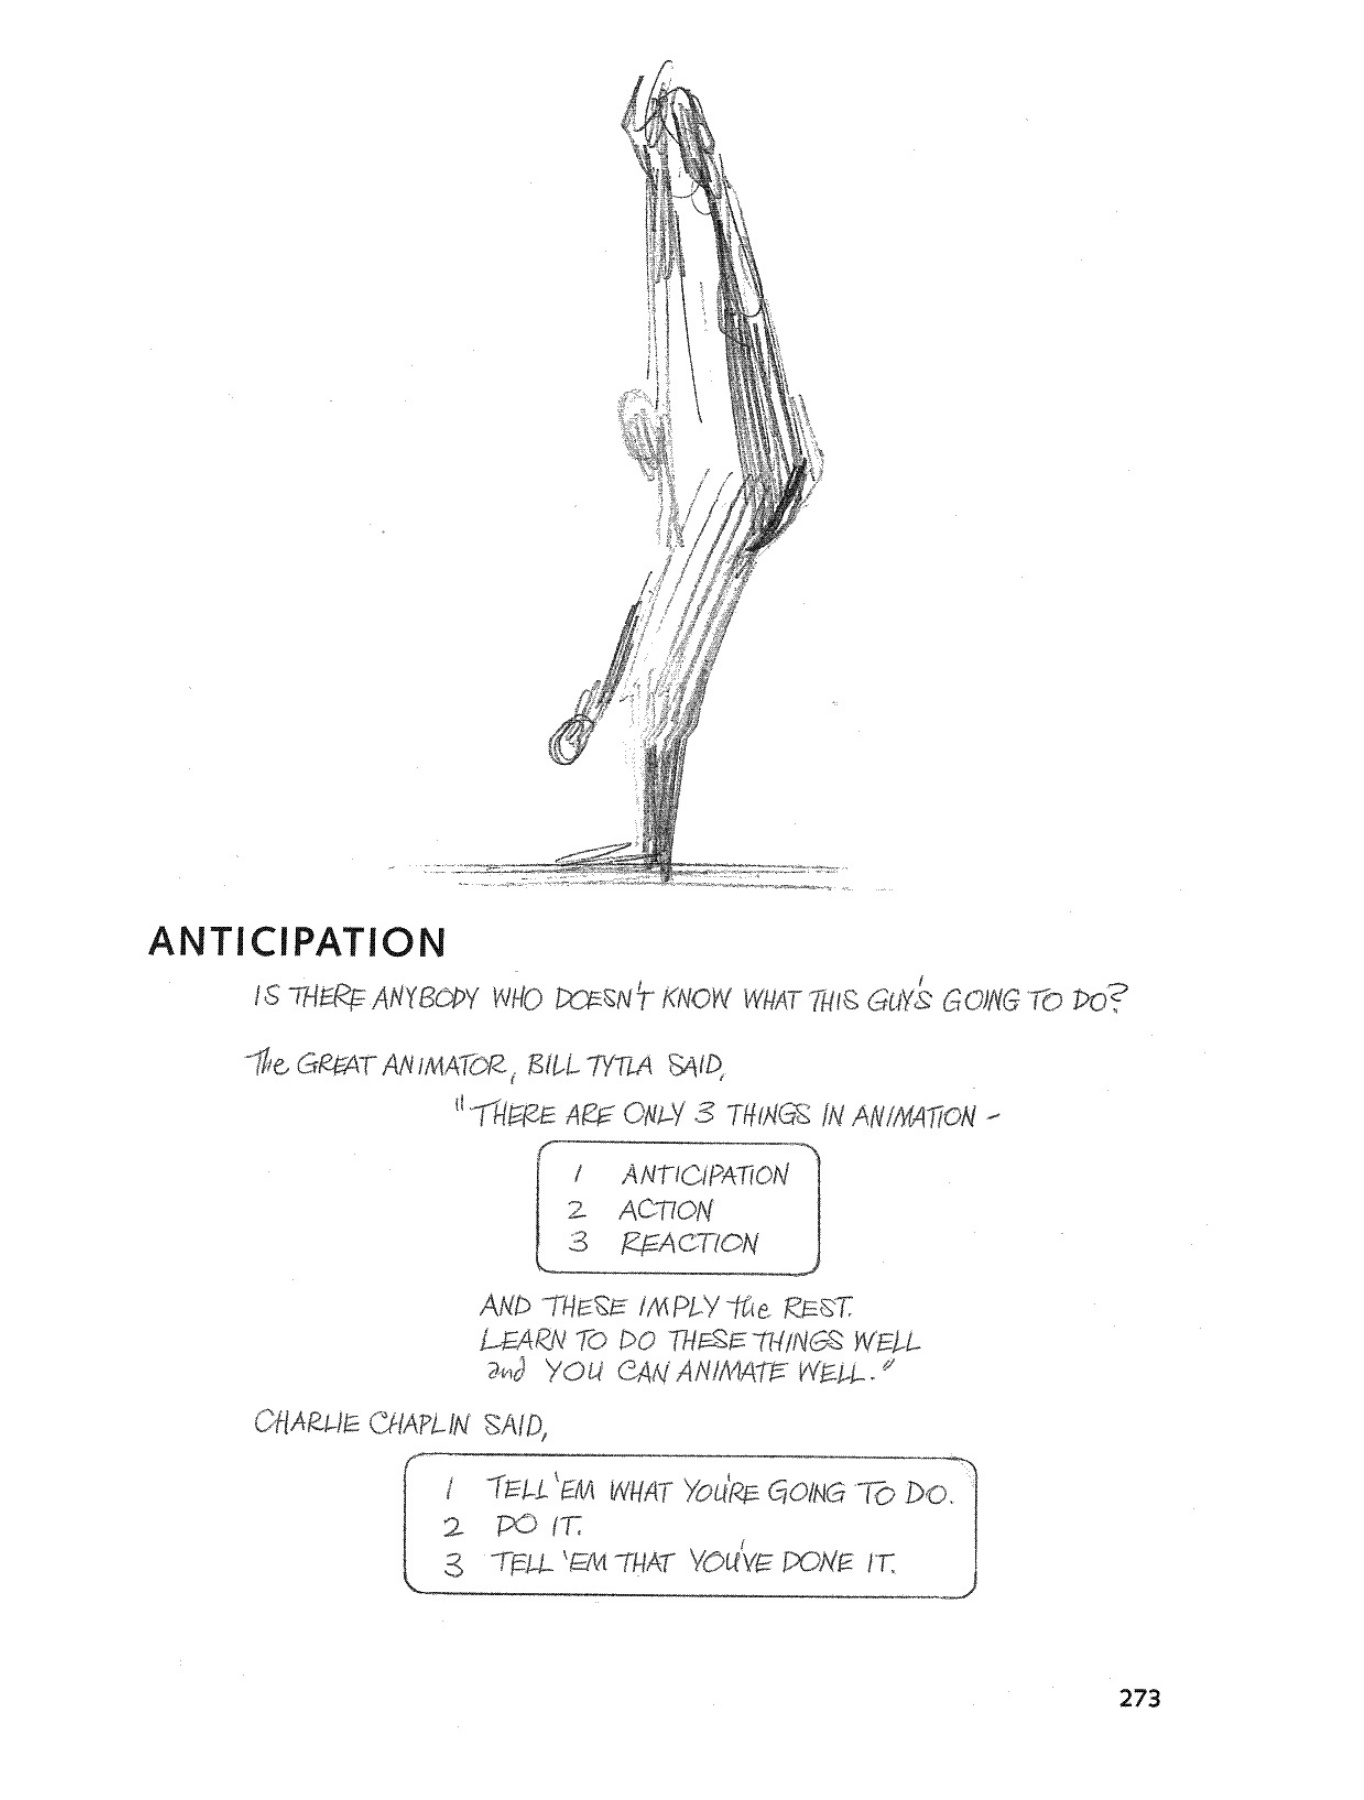 ANTICIPATION
IS THERE ANYBODY WHO DOESN'T KNOW WHAT THIS GUY'S GOING TO DO?
The GREAT ANIMATOR, BILL TYTLA SAID,
"THERE ARE ONLY 3 THINGS IN ANIMATION –
1 ANTICIPATION
2 ACTION
3 REACTION
AND THESE IMPLY the REST.
LEARN TO DO THESE THINGS WELL
and YOU CAN ANIMATE WELL."
CHARLIE CHAPLIN SAID,
1 TELL 'EM WHAT YOU'RE GOING TO DO.
2 DO IT.
3 TELL 'EM THAT YOU'VE DONE IT.
273